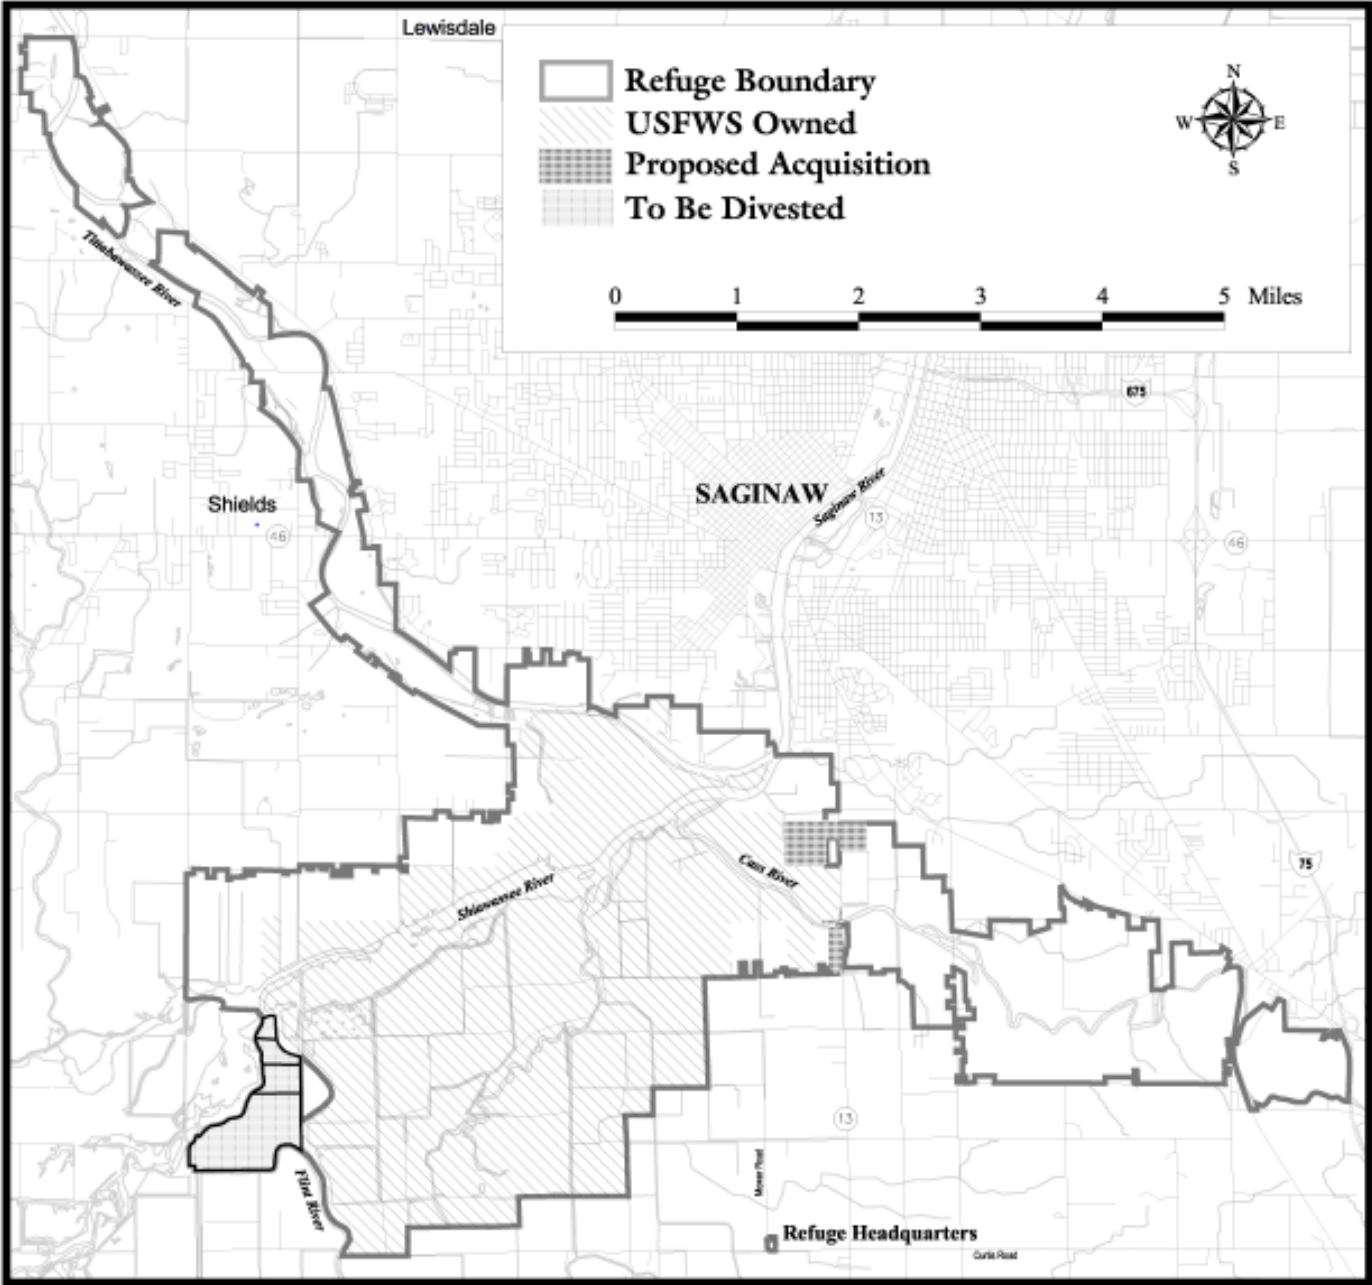 Lewisdale
Refuge Boundary
USFWS Owned
Proposed Acquisition
To Be Divested
N
W E
S
0 1 2 3 4 5 Miles
Tittabawassee River
675
SAGINAW
Saginaw River
13
Shields
46
46
75
Cass River
Shiawassee River
13
Mower Road
Flint River
Refuge Headquarters
Curtis Road